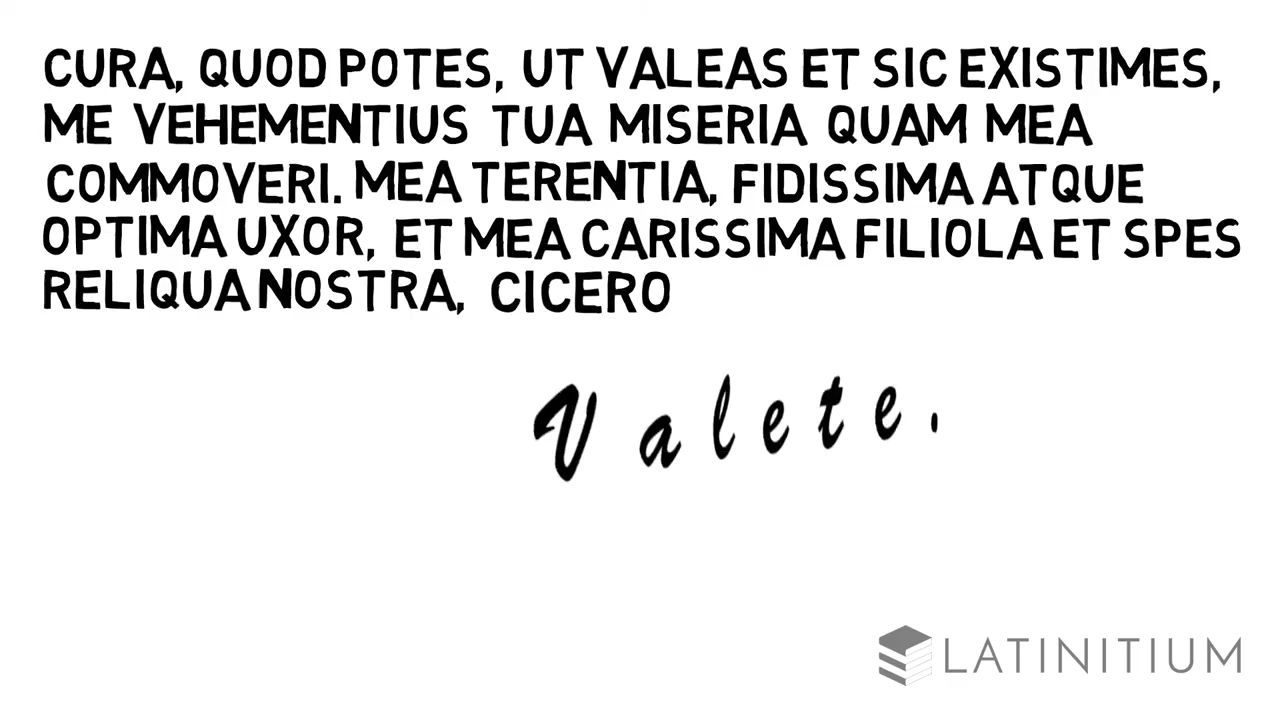 CURA, QUOD POTES, UT VALEAS ET SIC EXISTIMES,
ME VEHEMENTIUS TUA MISERIA QUAM MEA
COMMOVERI. MEA TERENTIA, FIDISSIMA ATQUE
OPTIMA UXOR, ET MEA CARISSIMA FILIOLA ET SPES
RELIQUA NOSTRA, CICERO
Valete.
LATINITIUM